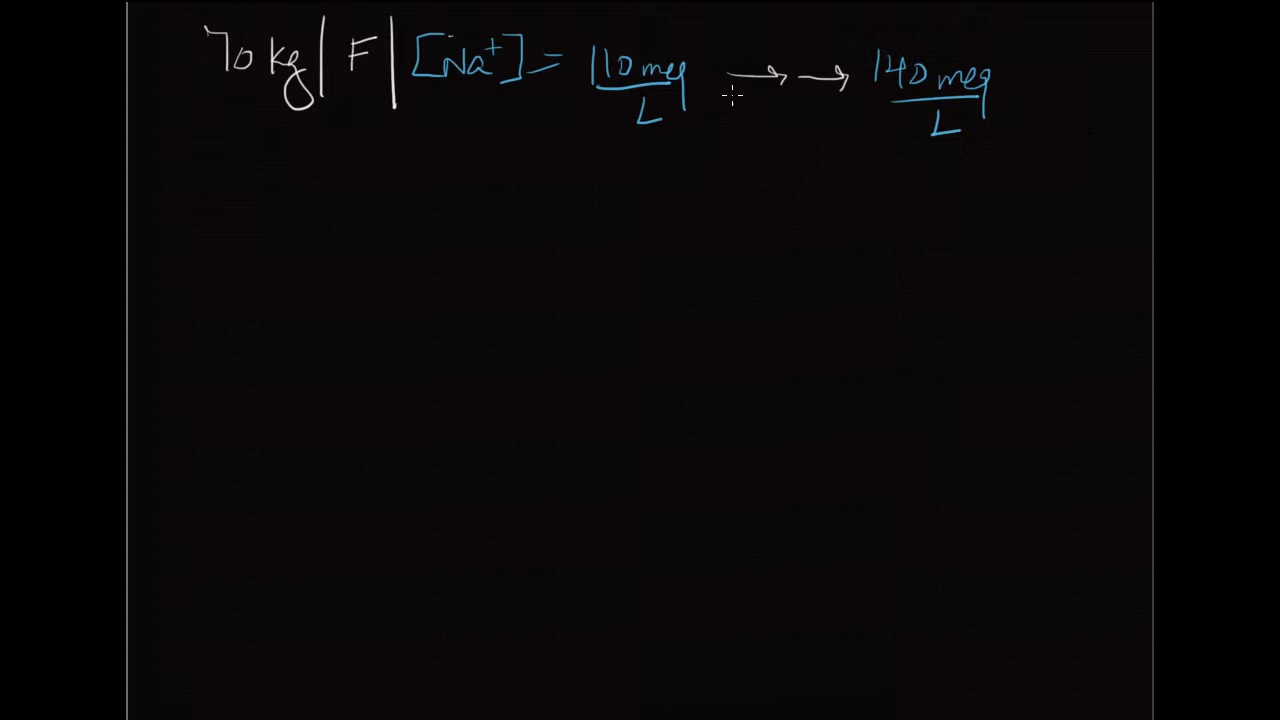 70 kg | F | [Na+] = 110 meq/L →→ 140 meq/L